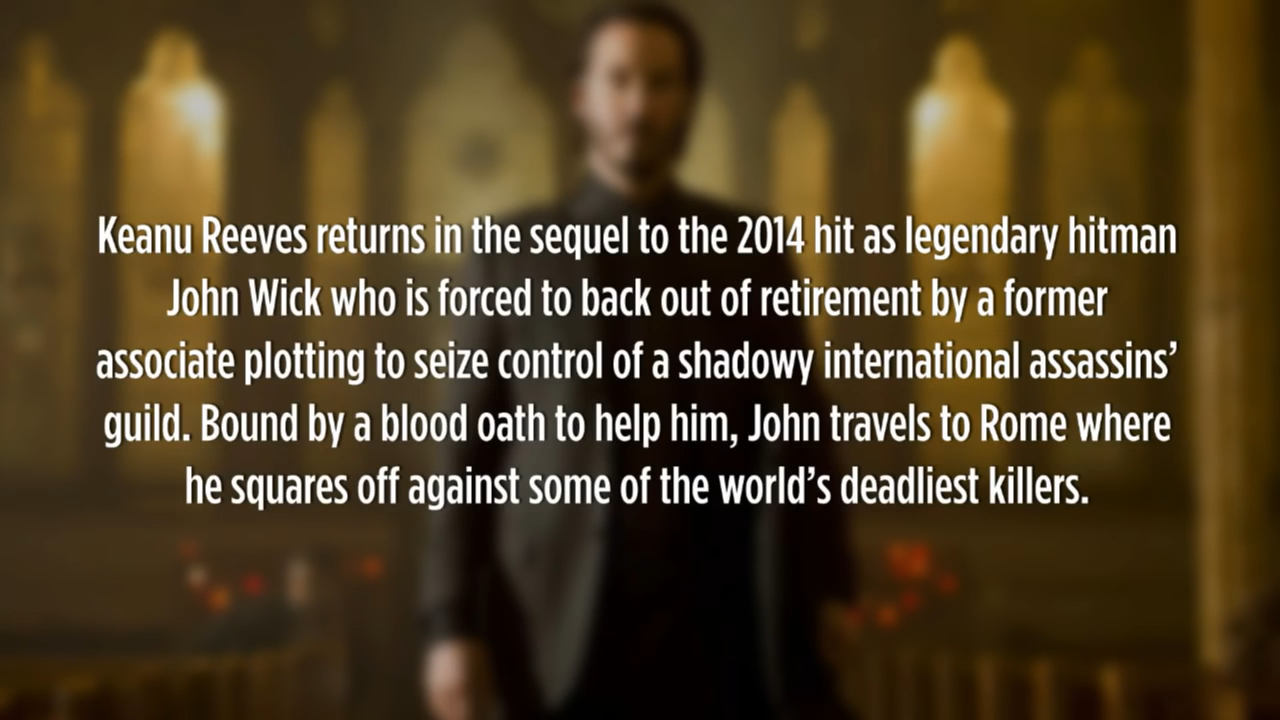 Keanu Reeves returns in the sequel to the 2014 hit as legendary hitman
John Wick who is forced to back out of retirement by a former
associate plotting to seize control of a shadowy international assassins’
guild. Bound by a blood oath to help him, John travels to Rome where
he squares off against some of the world’s deadliest killers.